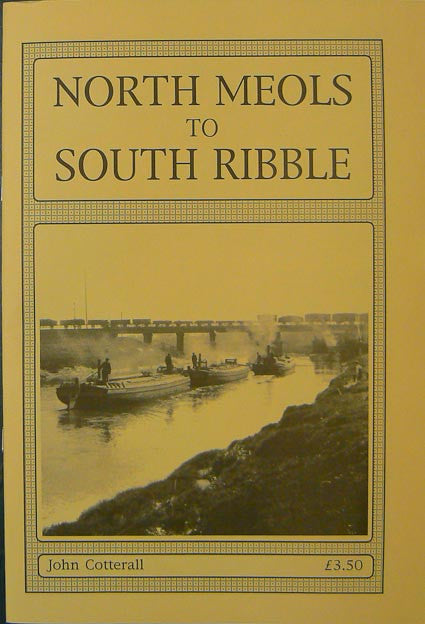 NORTH MEOLS
TO
SOUTH RIBBLE
John Cotterall £3.50